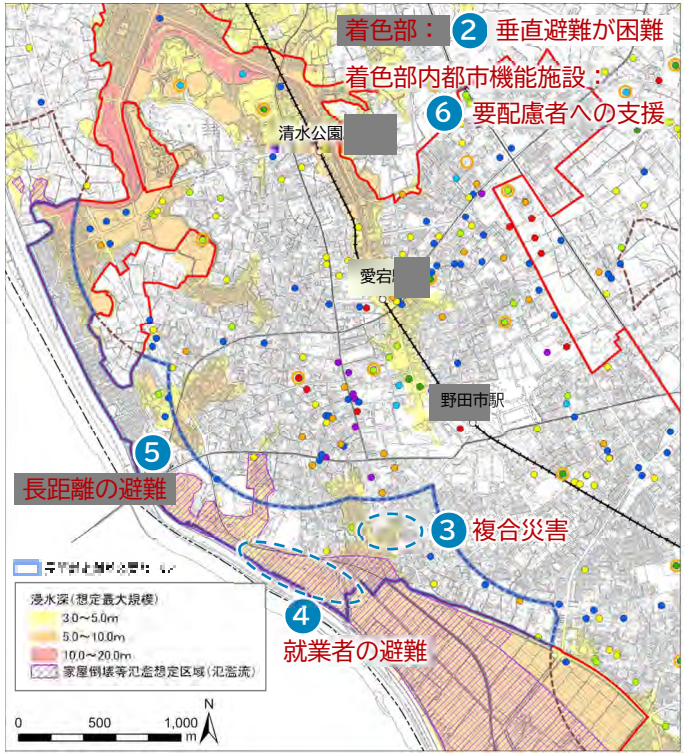 着色部： ② 垂直避難が困難
着色部内都市機能施設：
⑥ 要配慮者への支援
清水公園
愛宕
野田市駅
⑤
長距離の避難
③ 複合災害
④
就業者の避難
浸水深(想定最大規模)
3.0～5.0m
5.0～10.0m
10.0～20.0m
家屋倒壊等氾濫想定区域(氾濫流)
N
0 500 1,000
m